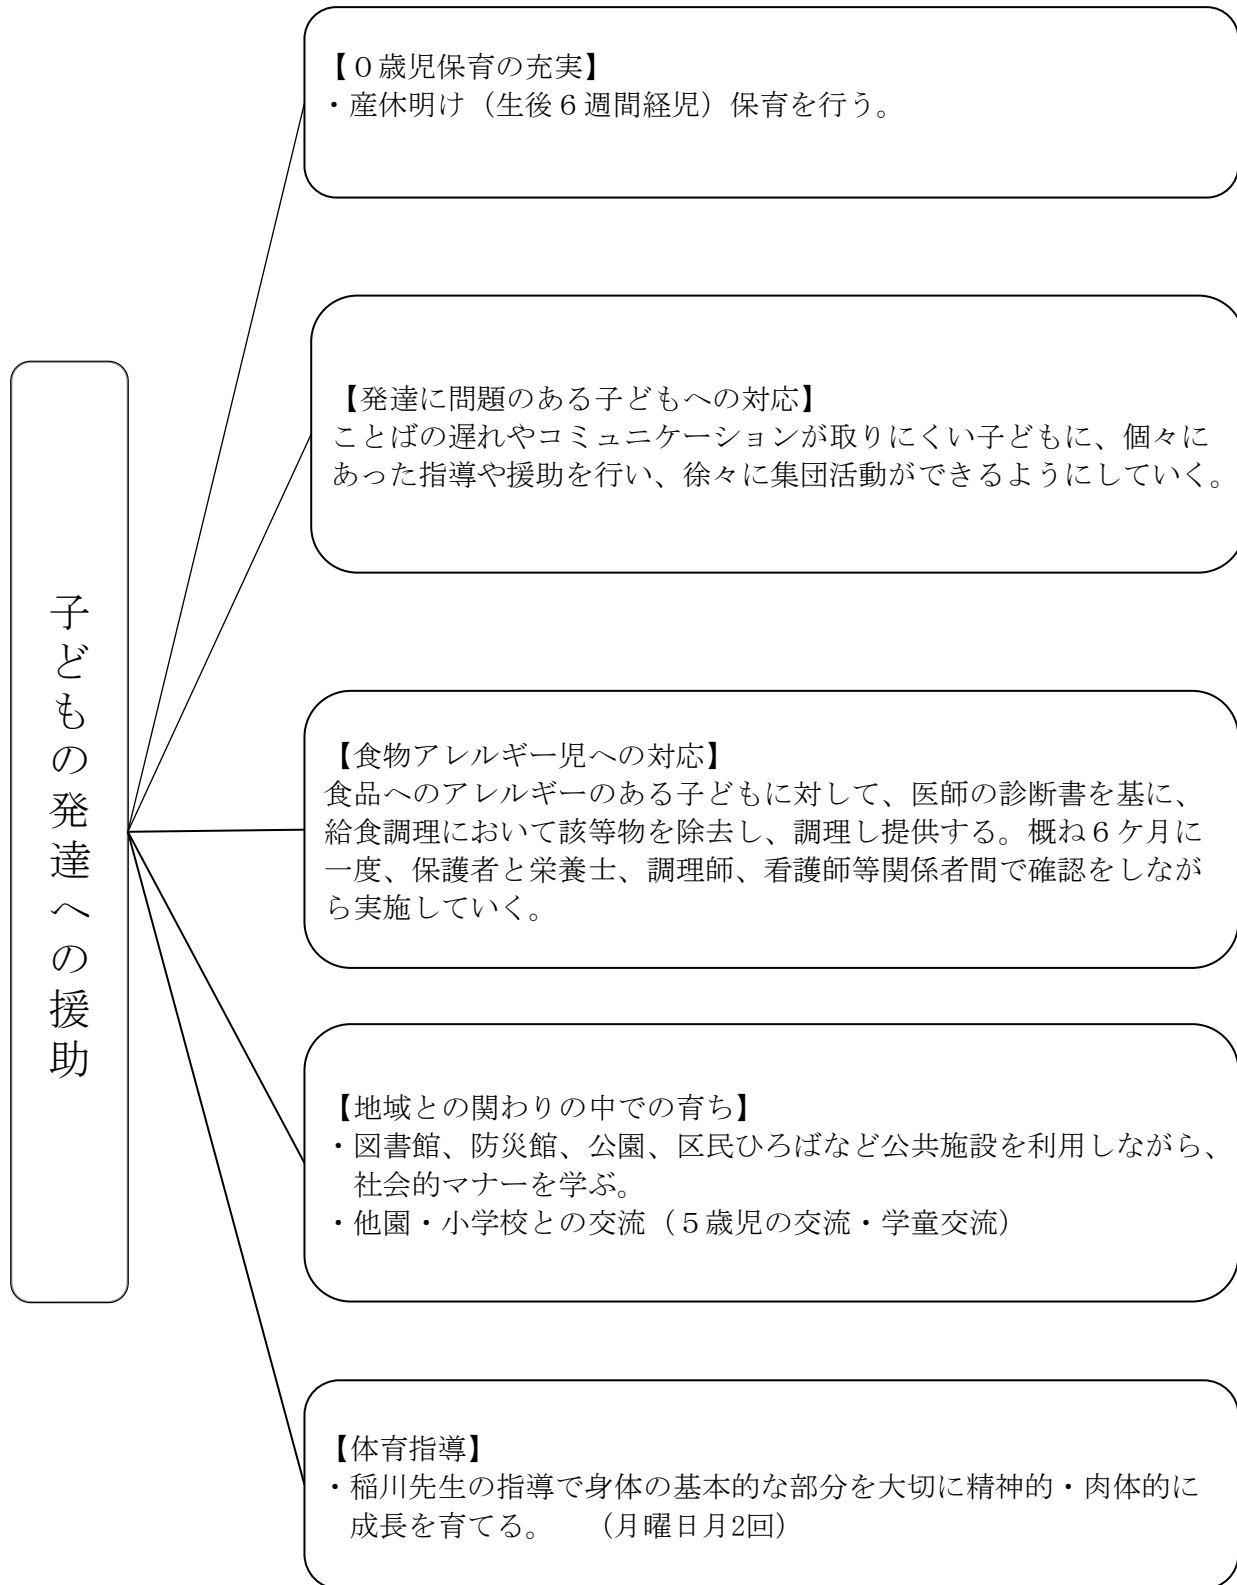 子どもの発達への援助
【０歳児保育の充実】
・産休明け（生後６週間経児）保育を行う。
【発達に問題のある子どもへの対応】
ことばの遅れやコミュニケーションが取りにくい子どもに、個々に
あった指導や援助を行い、徐々に集団活動ができるようにしていく。
【食物アレルギー児への対応】
食品へのアレルギーのある子どもに対して、医師の診断書を基に、
給食調理において該等物を除去し、調理し提供する。概ね６ケ月に
一度、保護者と栄養士、調理師、看護師等関係者間で確認をしなが
ら実施していく。
【地域との関わりの中での育ち】
・図書館、防災館、公園、区民ひろばなど公共施設を利用しながら、
社会的マナーを学ぶ。
・他園・小学校との交流（５歳児の交流・学童交流）
【体育指導】
・稲川先生の指導で身体の基本的な部分を大切に精神的・肉体的に
成長を育てる。　（月曜日月2回）